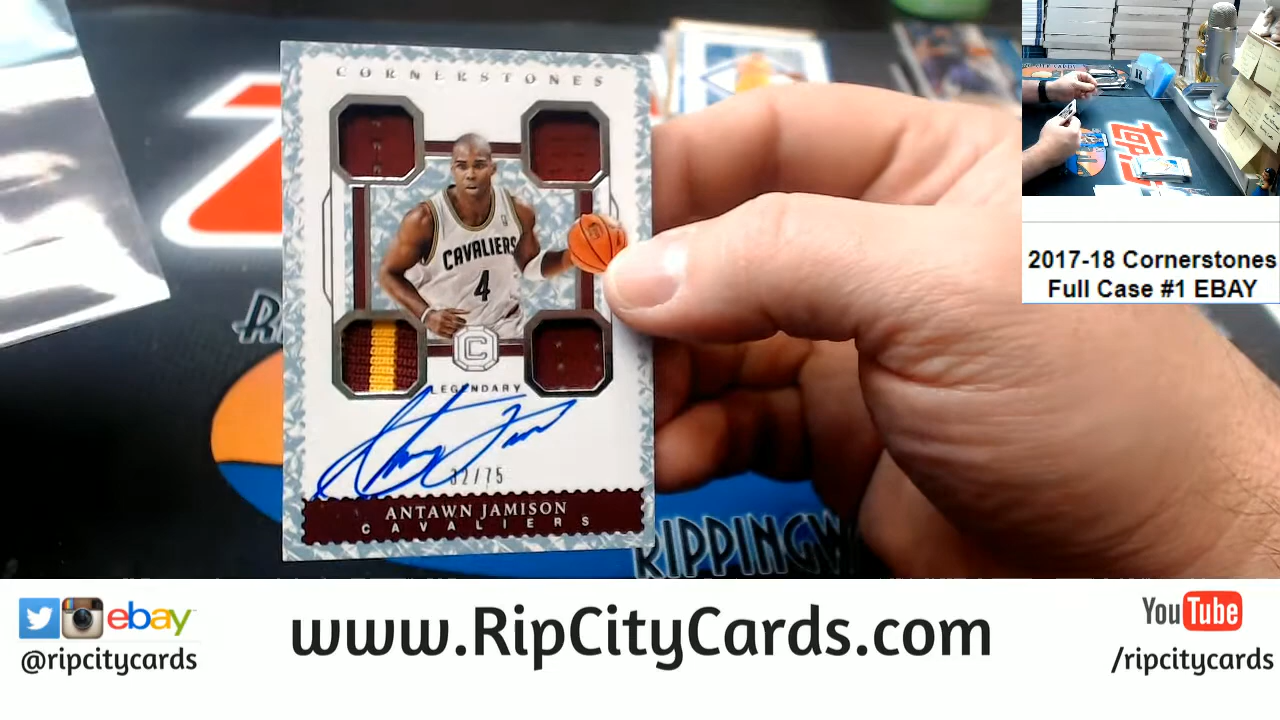 CORNERSTONES
CAVALIERS
4
C
LEGENDARY
32/75
ANTAWN JAMISON
CAVALIERS
RIPPINGW
2017-18 Cornerstones
Full Case #1 EBAY
ebay
@ripcitycards
www.RipCityCards.com
YouTube
/ripcitycards